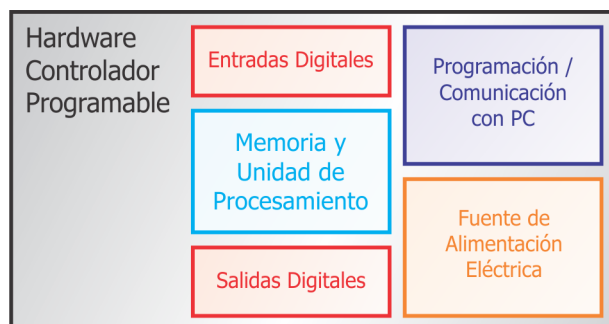 Hardware
Controlador
Programable
Entradas Digitales
Memoria y
Unidad de
Procesamiento
Salidas Digitales
Programación /
Comunicación
con PC
Fuente de
Alimentación
Eléctrica